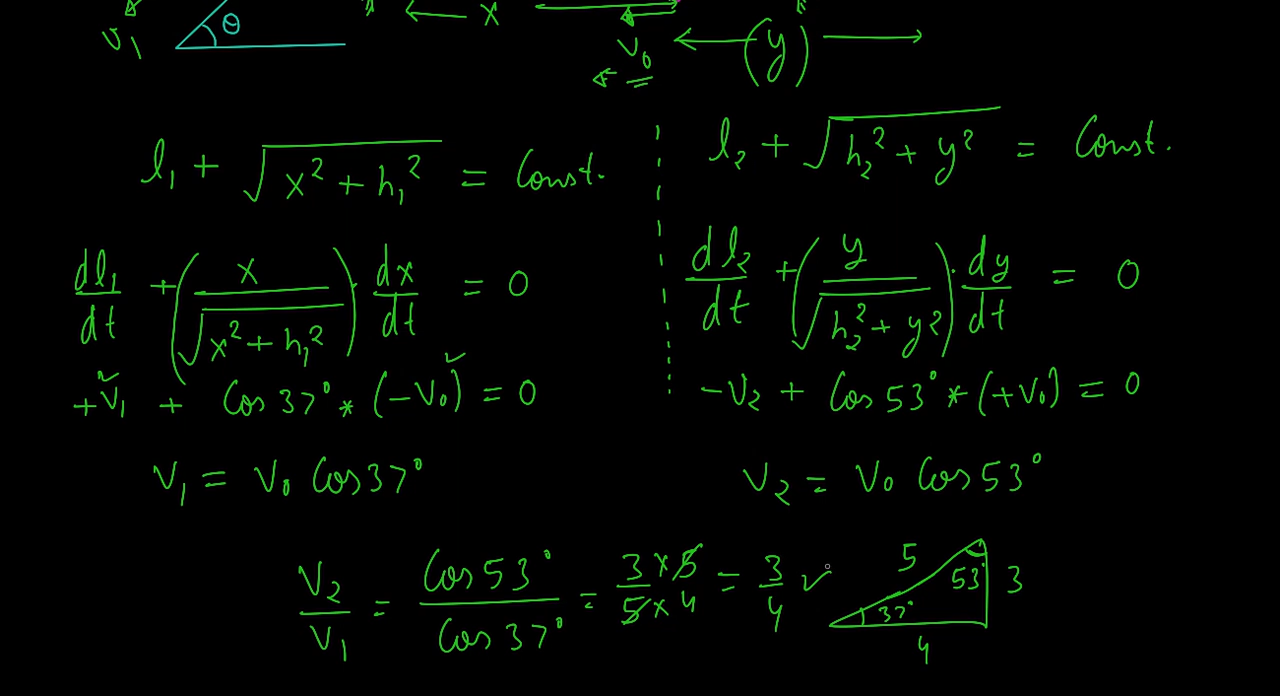 v₁ θ x v₀ (y)
l₁ + √(x² + h₁²) = Const.
l₂ + √(h₂² + y²) = Const.
dl₁/dt + (x/√(x² + h₁²)) · dx/dt = 0
dl₂/dt + (y/√(h₂² + y²)) · dy/dt = 0
+v₁ + Cos 37° * (-v₀) = 0
-v₂ + Cos 53° * (+v₀) = 0
v₁ = v₀ Cos 37°
v₂ = v₀ Cos 53°
v₂/v₁ = Cos 53°/Cos 37° = 3×5/5×4 = 3/4
5 53° 3
37°
4